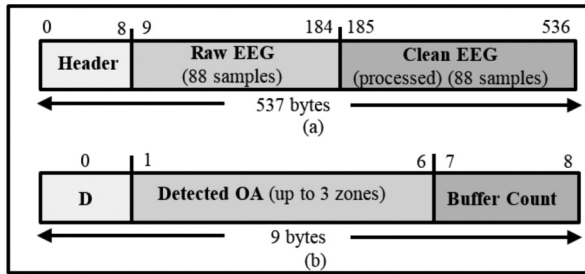 0 8 9 184 185 536
Header Raw EEG Clean EEG
(88 samples) (processed) (88 samples)
537 bytes
(a)
0 1 6 7 8
D Detected OA (up to 3 zones) Buffer Count
9 bytes
(b)